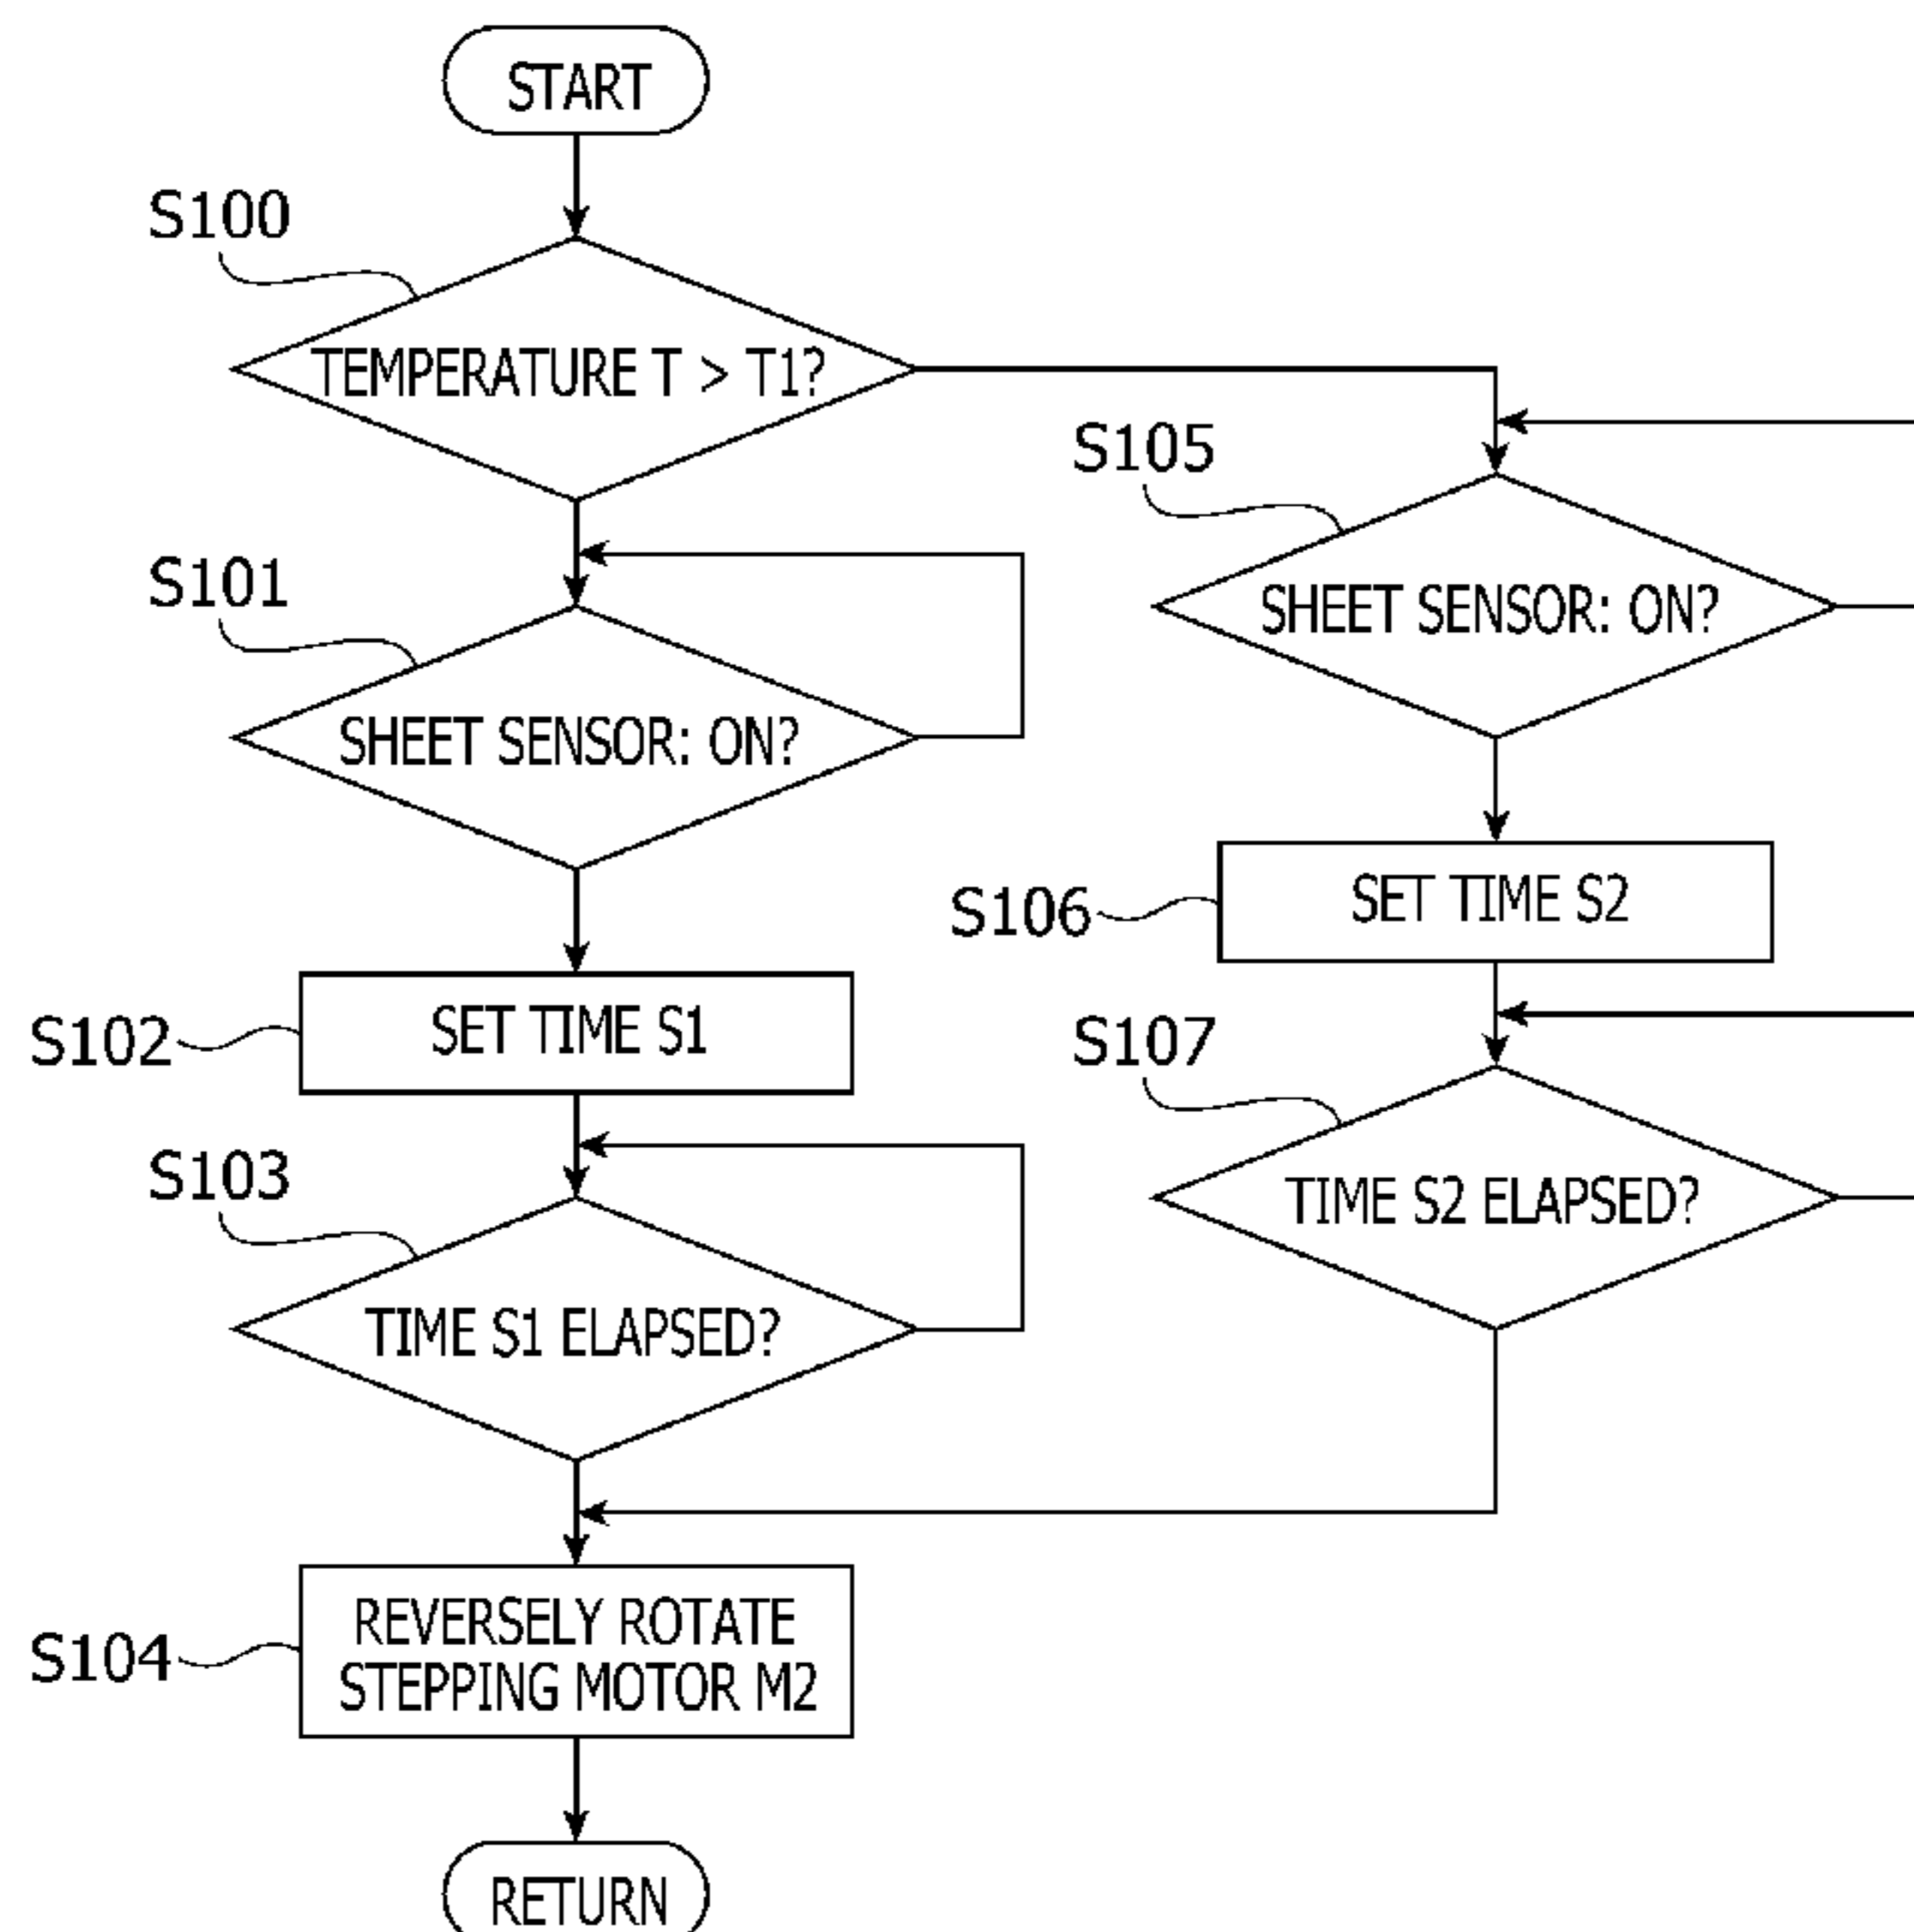 START
S100
TEMPERATURE T > T1?
S101
SHEET SENSOR: ON?
S102
SET TIME S1
S103
TIME S1 ELAPSED?
S104
REVERSELY ROTATE
STEPPING MOTOR M2
RETURN
S105
SHEET SENSOR: ON?
S106
SET TIME S2
S107
TIME S2 ELAPSED?